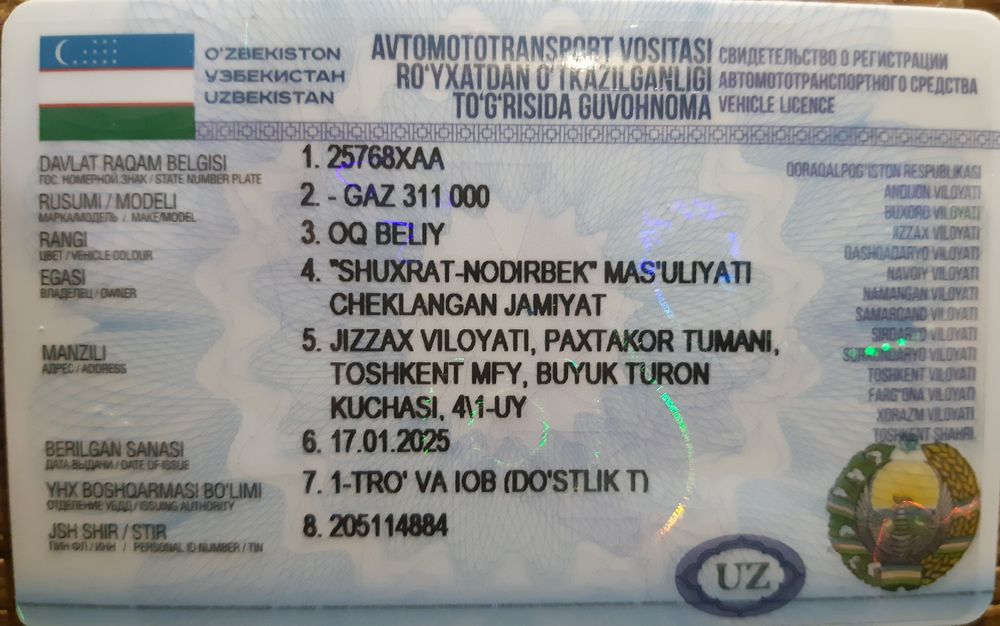 O'ZBEKISTON
ЎЗБЕКИСТАН
UZBEKISTAN
AVTOMOTOTRANSPORT VOSITASI
RO'YXATDAN O'TKAZILGANLIGI
TO'G'RISIDA GUVOHNOMA
СВИДЕТЕЛЬСТВО О РЕГИСТРАЦИИ
АВТОМОТОТРАНСПОРТНОГО СРЕДСТВА
VEHICLE LICENCE
DAVLAT RAQAM BELGISI
ГОС. НОМЕРНОЙ ЗНАК / STATE NUMBER PLATE
1. 25768XAA
RUSUMI / MODELI
МАРКА/МОДЕЛЬ / MAKE/MODEL
2. - GAZ 311 000
RANGI
ЦВЕТ / VEHICLE COLOUR
3. OQ BELIY
EGASI
ВЛАДЕЛЕЦ / OWNER
4. "SHUXRAT-NODIRBEK" MAS'ULIYATI
CHEKLANGAN JAMIYAT
MANZILI
АДРЕС / ADDRESS
5. JIZZAX VILOYATI, PAXTAKOR TUMANI,
TOSHKENT MFY, BUYUK TURON
KUCHASI, 4\1-UY
BERILGAN SANASI
ДАТА ВЫДАЧИ / DATE OF ISSUE
6. 17.01.2025
YHX BOSHQARMASI BO'LIMI
ОТДЕЛЕНИЕ УБДД / ISSUING AUTHORITY
7. 1-TRO' VA IOB (DO'STLIK T)
JSH SHIR / STIR
ПИН ФЛ / ИНН / PERSONAL ID NUMBER / TIN
8. 205114884
QORAQALPOG'ISTON RESPUBLIKASI
ANDIJON VILOYATI
BUXORO VILOYATI
JIZZAX VILOYATI
QASHQADARYO VILOYATI
NAVOIY VILOYATI
NAMANGAN VILOYATI
SAMARQAND VILOYATI
SIRDARYO VILOYATI
SURXONDARYO VILOYATI
TOSHKENT VILOYATI
FARG'ONA VILOYATI
XORAZM VILOYATI
TOSHKENT SHAHRI
UZ